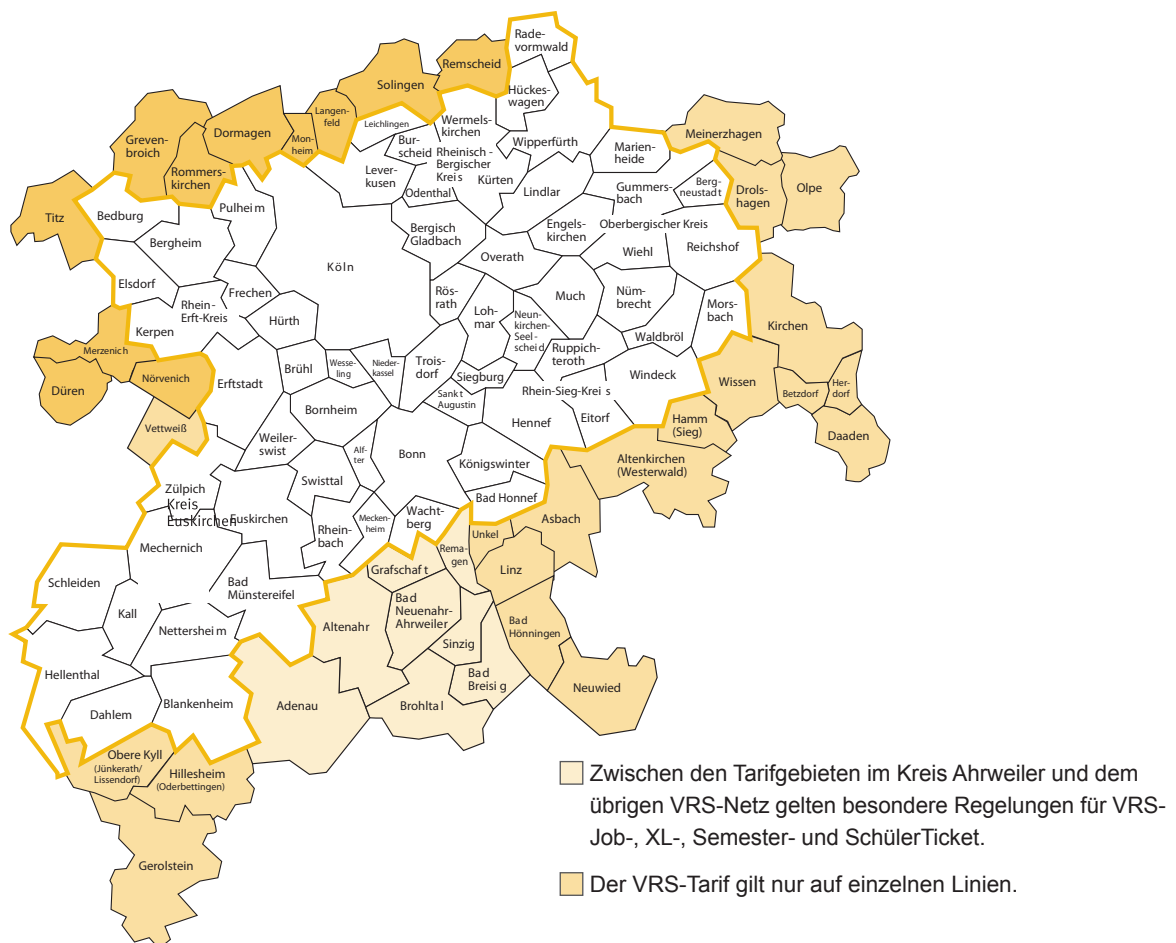 Rade-
vormwald
Remscheid
Solingen
Hückes-
wagen
Langen-
feld
Wermels-
kirchen
Leichlingen
Dormagen
Greven-
broich
Mon-
heim
Bur-
scheid
Rheinisch-
Bergischer
Kreis
Wipperfürth
Marien-
heide
Meinerzhagen
Rommers-
kirchen
Lever-
kusen
Odenthal
Kürten
Lindlar
Gummers-
bach
Berg-
neustadt
Drols-
hagen
Olpe
Titz
Bedburg
Pulheim
Bergheim
Bergisch
Gladbach
Engels-
kirchen
Oberbergischer Kreis
Wiehl
Reichshof
Overath
Köln
Elsdorf
Frechen
Rhein-
Erft-Kreis
Hürth
Rös-
rath
Loh-
mar
Much
Nüm-
brecht
Mors-
bach
Neun-
kirchen-
Seel-
scheid
Kerpen
Kirchen
Waldbröl
Merzenich
Ruppich-
teroth
Düren
Nörvenich
Erftstadt
Brühl
Wesse-
ling
Nieder-
kassel
Trois-
dorf
Siegburg
Windeck
Wissen
Betzdorf
Her-
dorf
Rhein-Sieg-Kreis
Sankt
Augustin
Bornheim
Hennef
Eitorf
Hamm
(Sieg)
Daaden
Vettweiß
Weiler-
swist
Alf-
ter
Bonn
Königswinter
Altenkirchen
(Westerwald)
Swisttal
Bad Honnef
Zülpich
Kreis
Euskirchen
Euskirchen
Rhein-
bach
Mecken-
heim
Wacht-
berg
Asbach
Unkel
Mechernich
Rema-
gen
Linz
Grafschaft
Schleiden
Bad
Münstereifel
Kall
Bad
Neuenahr-
Ahrweiler
Altenahr
Nettersheim
Sinzig
Bad
Hönningen
Hellenthal
Bad
Breisig
Neuwied
Blankenheim
Adenau
Brohltal
Dahlem
Obere Kyll
(Jünkerath/
Lissendorf)
Hillesheim
(Oderbettingen)
Gerolstein
Zwischen den Tarifgebieten im Kreis Ahrweiler und dem
übrigen VRS-Netz gelten besondere Regelungen für VRS-
Job-, XL-, Semester- und SchülerTicket.
Der VRS-Tarif gilt nur auf einzelnen Linien.